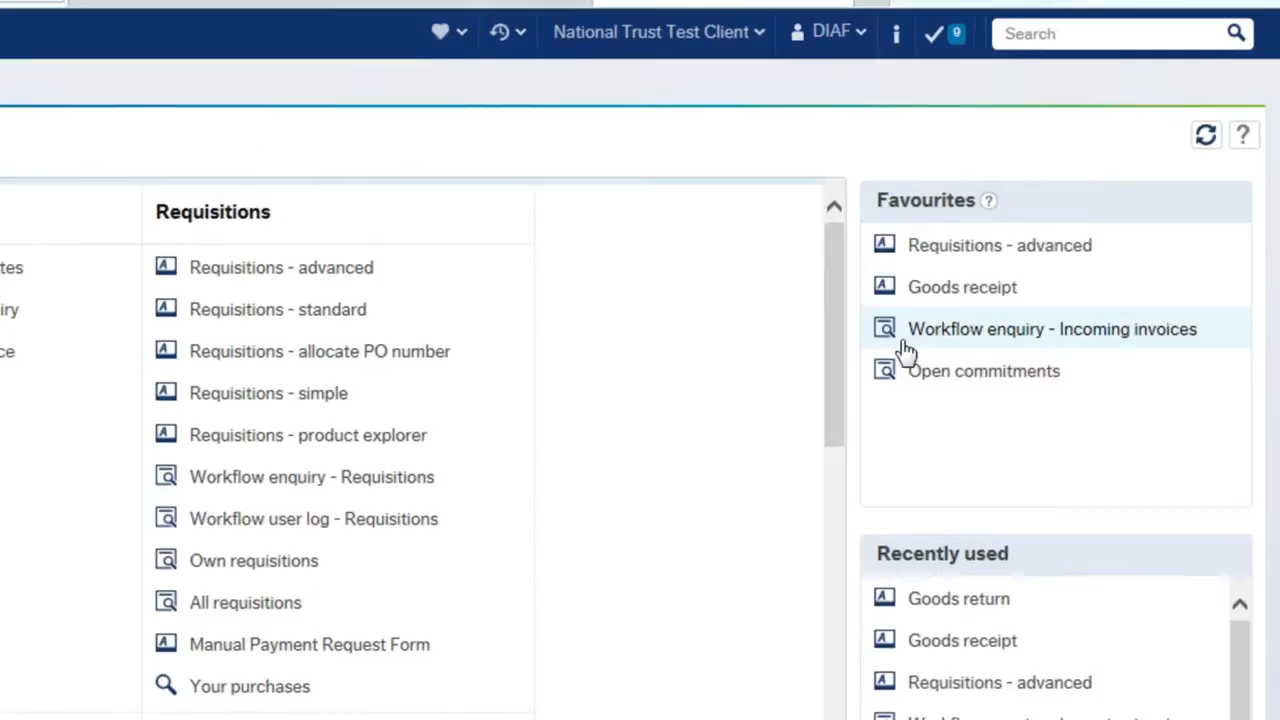 National Trust Test Client
DIAF
9
Search
?
Requisitions
Requisitions - advanced
Requisitions - standard
Requisitions - allocate PO number
Requisitions - simple
Requisitions - product explorer
Workflow enquiry - Requisitions
Workflow user log - Requisitions
Own requisitions
All requisitions
Manual Payment Request Form
Your purchases
tes
iry
ce
Favourites ?
Requisitions - advanced
Goods receipt
Workflow enquiry - Incoming invoices
Open commitments
Recently used
Goods return
Goods receipt
Requisitions - advanced